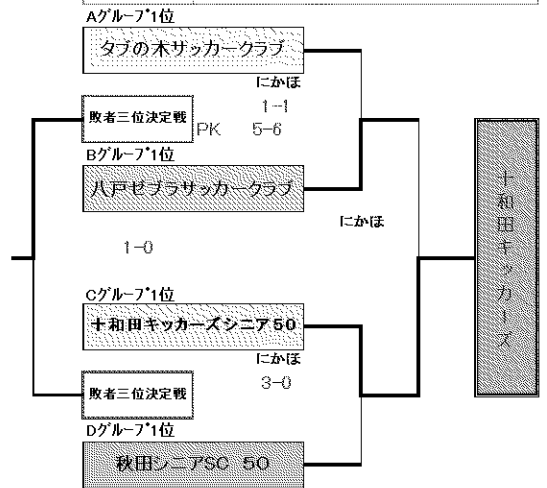 Aグループ1位
タブの木サッカークラブ
にかほ
1-1
敗者三位決定戦
PK 5-6
Bグループ1位
八戸ゼブラサッカークラブ
にかほ
1-0
Cグループ1位
十和田キッカーズシニア50
にかほ
3-0
敗者三位決定戦
Dグループ1位
秋田シニアSC 50
十和田キッカーズ